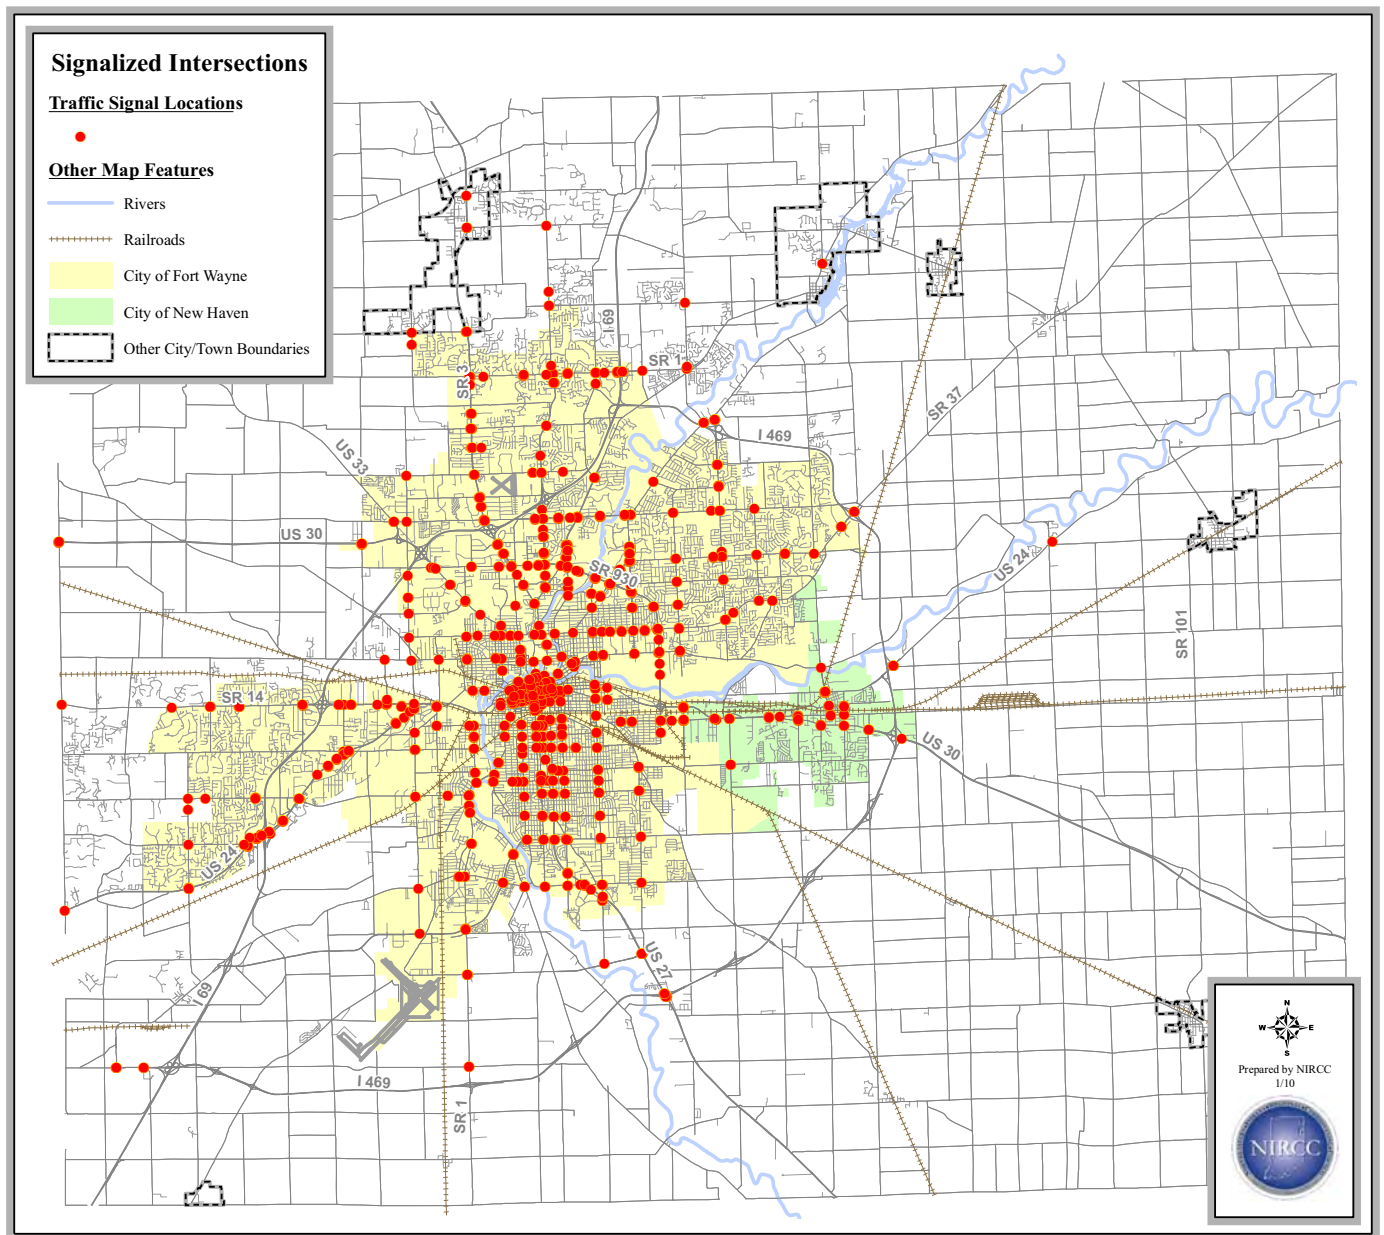 Signalized Intersections
Traffic Signal Locations
Other Map Features
Rivers
Railroads
City of Fort Wayne
City of New Haven
Other City/Town Boundaries
I 69
SR 1
SR 3
SR 37
I 469
US 33
US 30
SR 930
US 24
SR 101
SR 14
US 30
US 24
US 27
I 69
I 469
SR 1
N
W E
S
Prepared by NIRCC
1/10
NIRCC